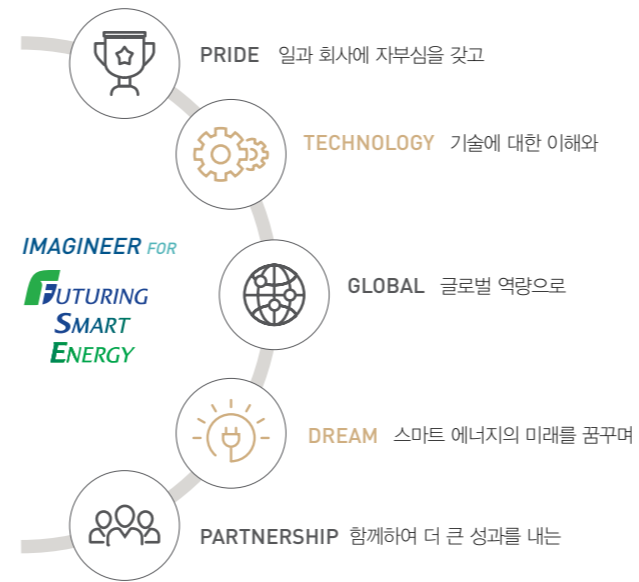 PRIDE 일과 회사에 자부심을 갖고
TECHNOLOGY 기술에 대한 이해와
IMAGINEER FOR
FUTURING
SMART
ENERGY
GLOBAL 글로벌 역량으로
DREAM 스마트 에너지의 미래를 꿈꾸며
PARTNERSHIP 함께하여 더 큰 성과를 내는